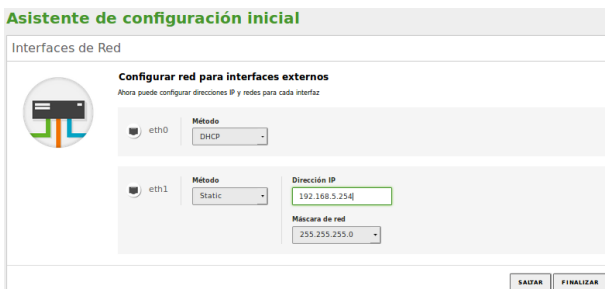 Asistente de configuración inicial
Interfaces de Red
Configurar red para interfaces externos
Ahora puede configurar direcciones IP y redes para cada interfaz
eth0
Método
DHCP
eth1
Método
Static
Dirección IP
192.168.5.254
Máscara de red
255.255.255.0
SALTAR
FINALIZAR